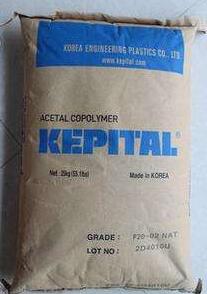 KOREA ENGINEERING PLASTICS CO., LTD.
www.kepital.com
ACETAL COPOLYMER
KEPITAL®
Net. 25kg (55.1lbs) Made in KOREA
GRADE : F20-02 NAT
LOT NO :